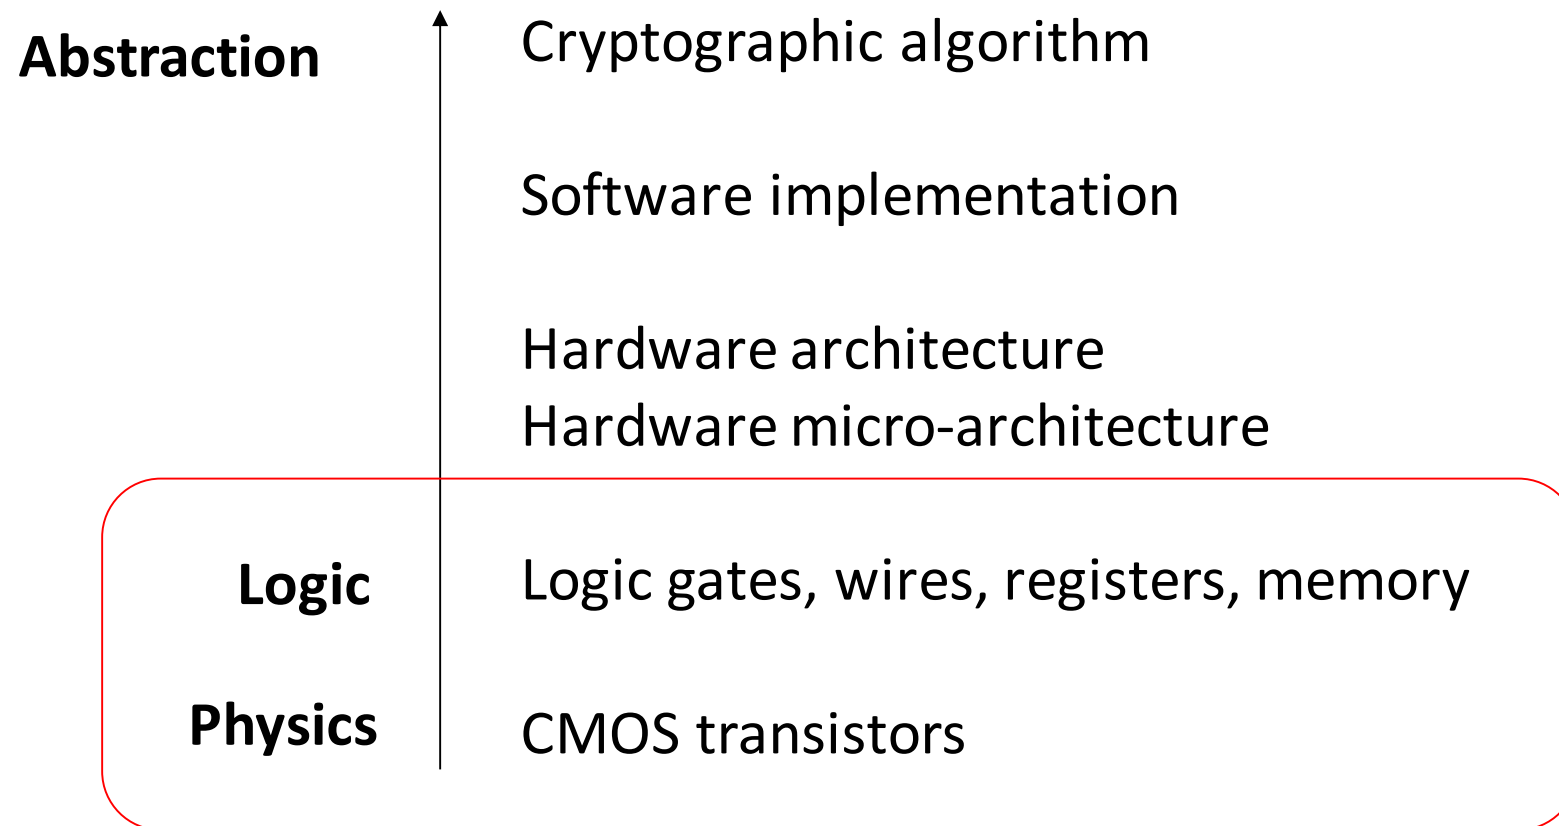 Abstraction
Cryptographic algorithm
Software implementation
Hardware architecture
Hardware micro-architecture
Logic
Logic gates, wires, registers, memory
Physics
CMOS transistors